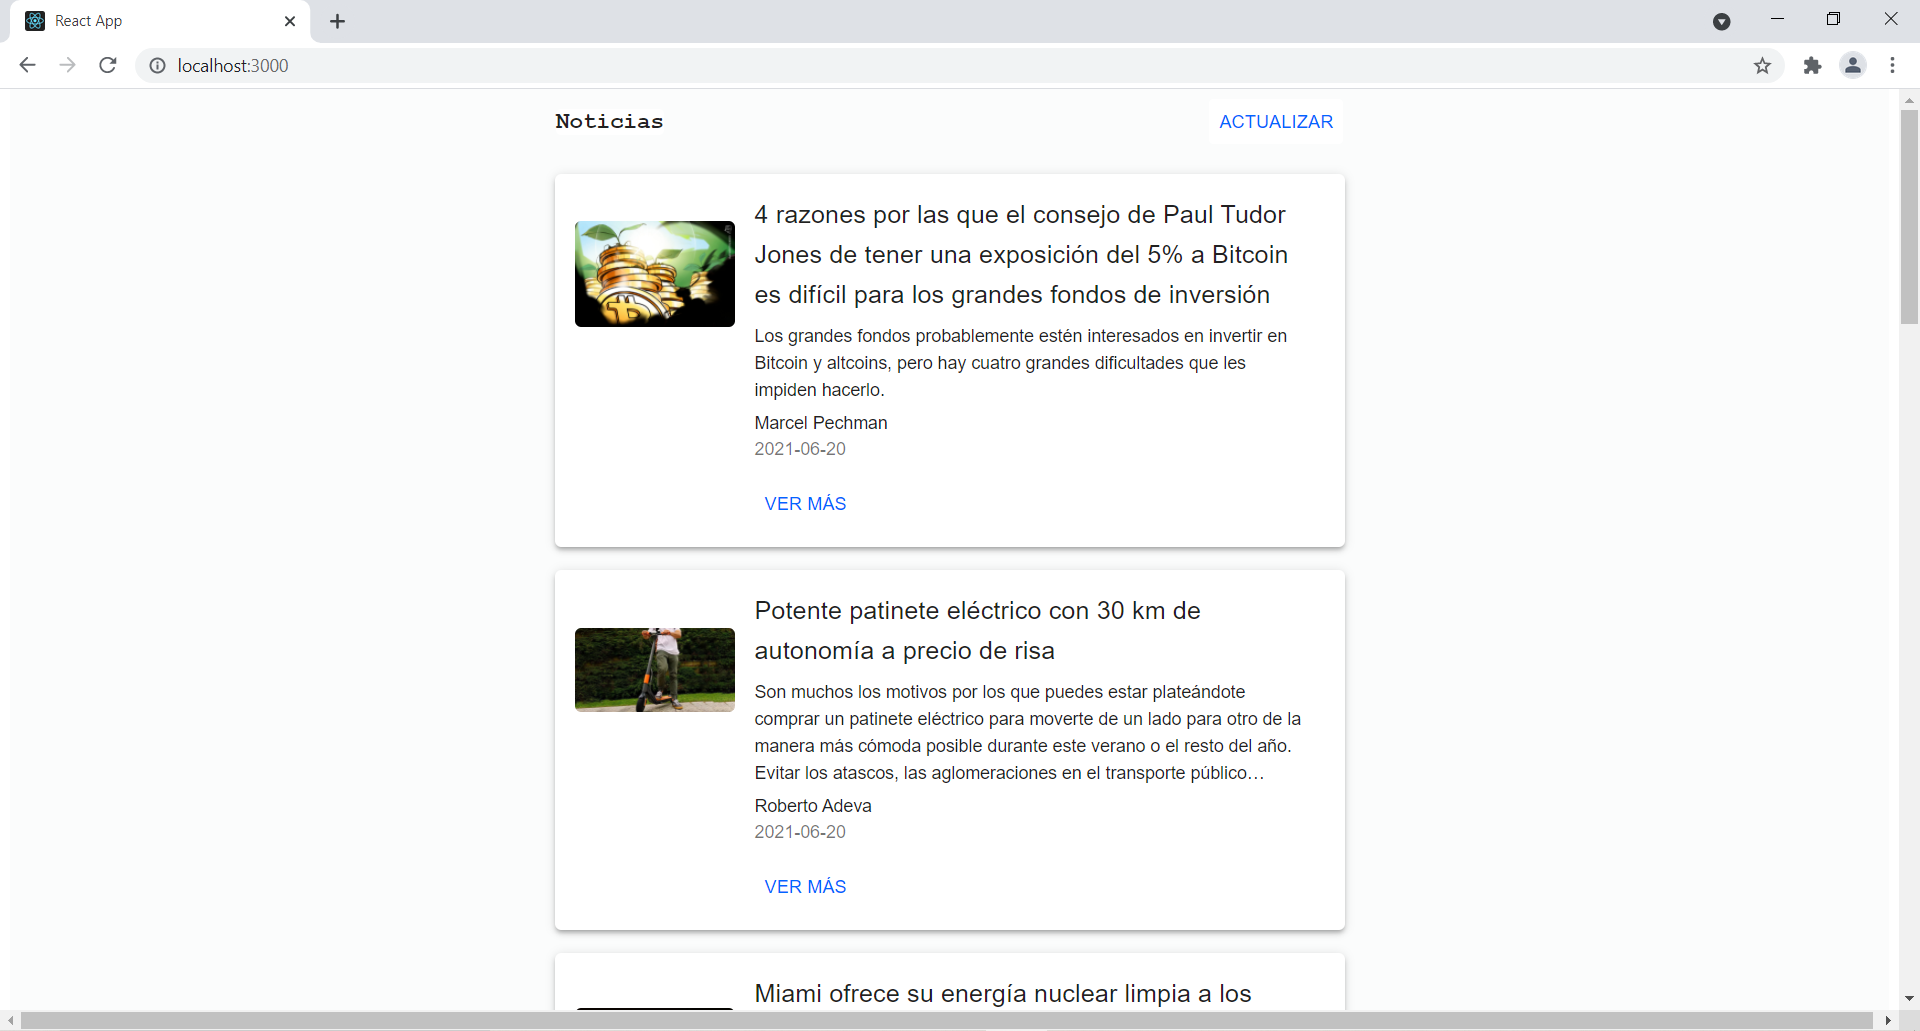 React App
localhost:3000
Noticias
ACTUALIZAR
4 razones por las que el consejo de Paul Tudor
Jones de tener una exposición del 5% a Bitcoin
es difícil para los grandes fondos de inversión
Los grandes fondos probablemente estén interesados en invertir en
Bitcoin y altcoins, pero hay cuatro grandes dificultades que les
impiden hacerlo.
Marcel Pechman
2021-06-20
VER MÁS
Potente patinete eléctrico con 30 km de
autonomía a precio de risa
Son muchos los motivos por los que puedes estar plateándote
comprar un patinete eléctrico para moverte de un lado para otro de la
manera más cómoda posible durante este verano o el resto del año.
Evitar los atascos, las aglomeraciones en el transporte público…
Roberto Adeva
2021-06-20
VER MÁS
Miami ofrece su energía nuclear limpia a los